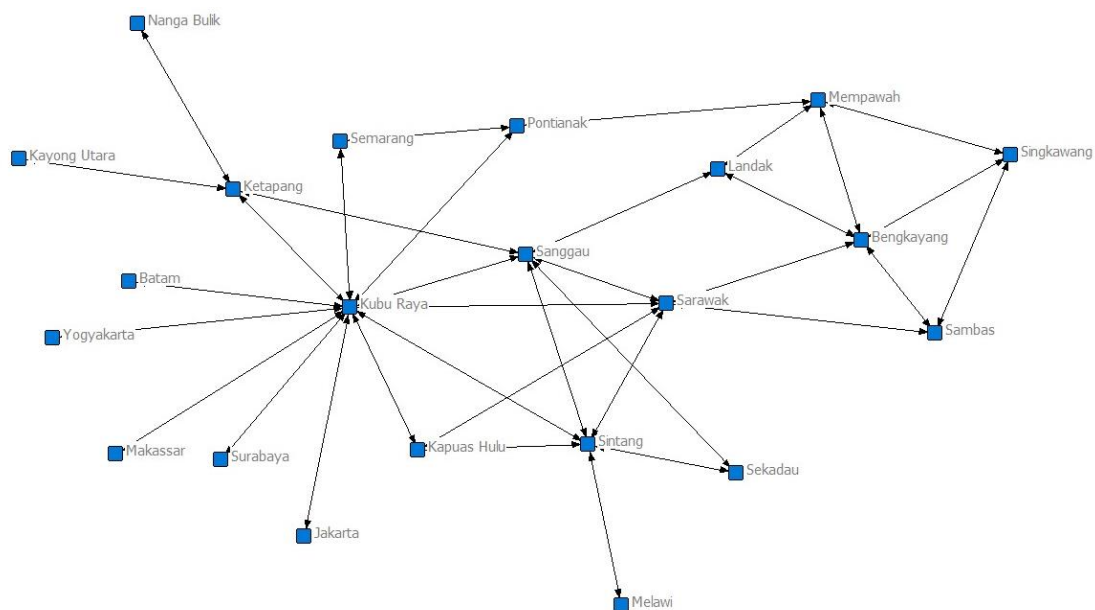 Nanga Bulik
Mempawah
Pontianak
Semarang
Singkawang
Kayong Utara
Landak
Ketapang
Bengkayang
Sanggau
Batam
Kubu Raya
Sarawak
Yogyakarta
Sambas
Makassar
Surabaya
Kapuas Hulu
Sintang
Sekadau
Jakarta
Melawi